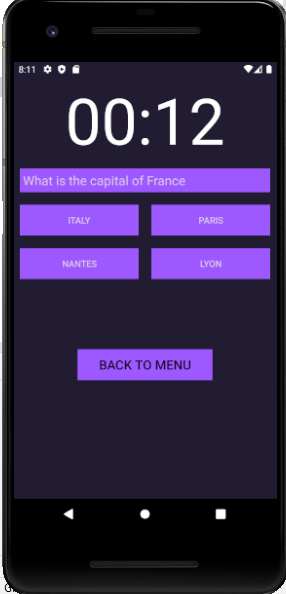 8:11
00:12
What is the capital of France
ITALY PARIS
NANTES LYON
BACK TO MENU